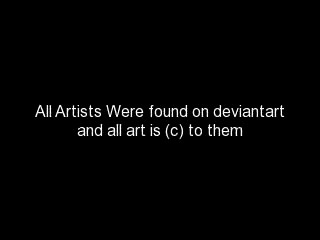 All Artists Were found on deviantart
and all art is (c) to them